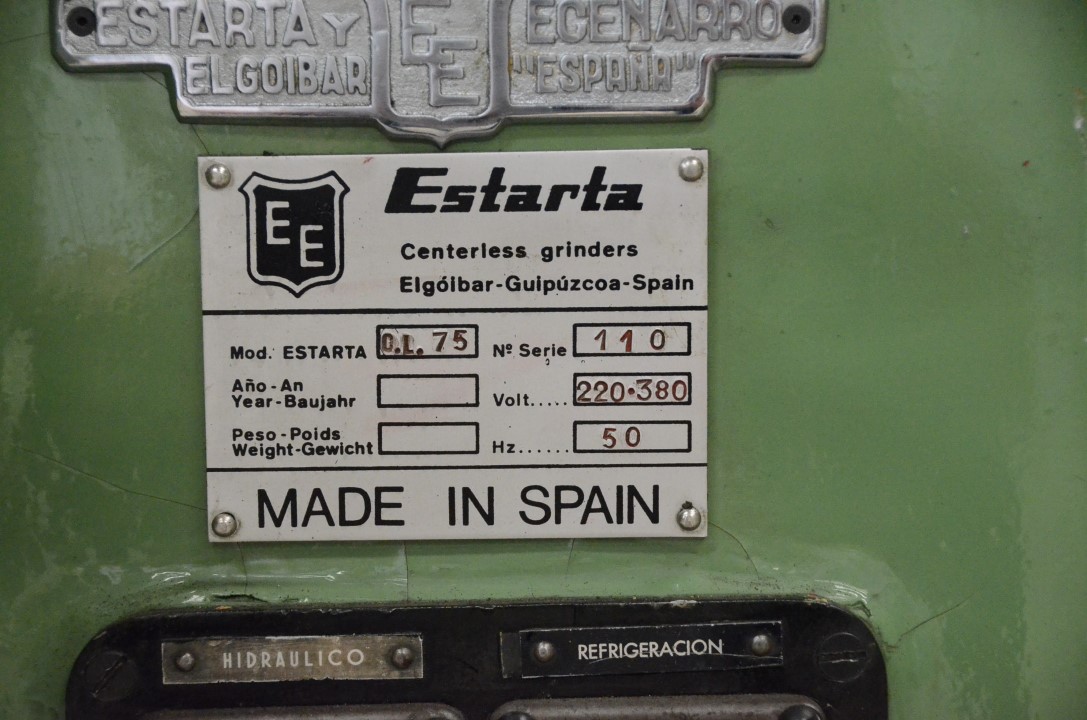 ESTARTA Y EE EGEÑARRO
ELGOIBAR "ESPAÑA"
EE Estarta
Centerless grinders
Elgóibar-Guipúzcoa-Spain
Mod. ESTARTA 75 Nº Serie 110
Año-An
Year-Baujahr Volt..... 220·380
Peso-Poids
Weight-Gewicht Hz...... 50
MADE IN SPAIN
HIDRAULICO REFRIGERACION